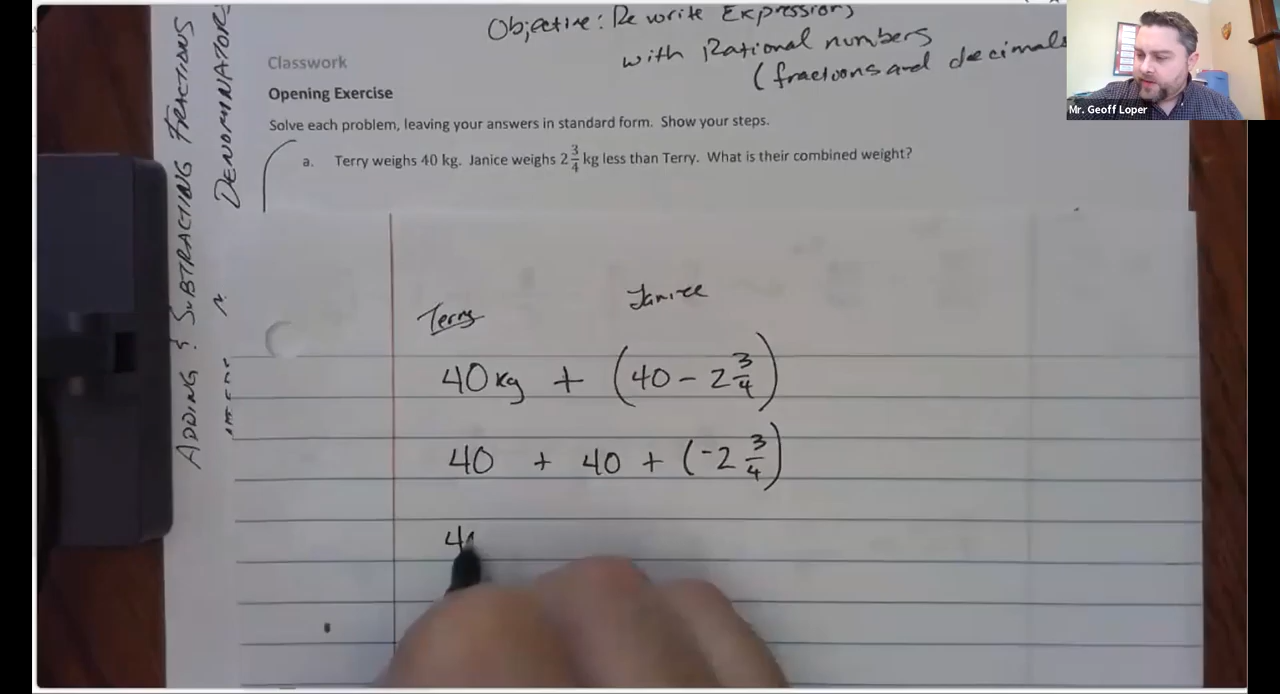 Objective: Rewrite Expressions
with Rational numbers
(fractions and decimals
Mr. Geoff Loper
Classwork
Opening Exercise
Solve each problem, leaving your answers in standard form. Show your steps.
a. Terry weighs 40 kg. Janice weighs 2 3/4 kg less than Terry. What is their combined weight?
ADDING & SUBTRACTING FRACTIONS
DENOMINATORS
Terry Janice
40 kg + (40 - 2 3/4)
40 + 40 + (-2 3/4)